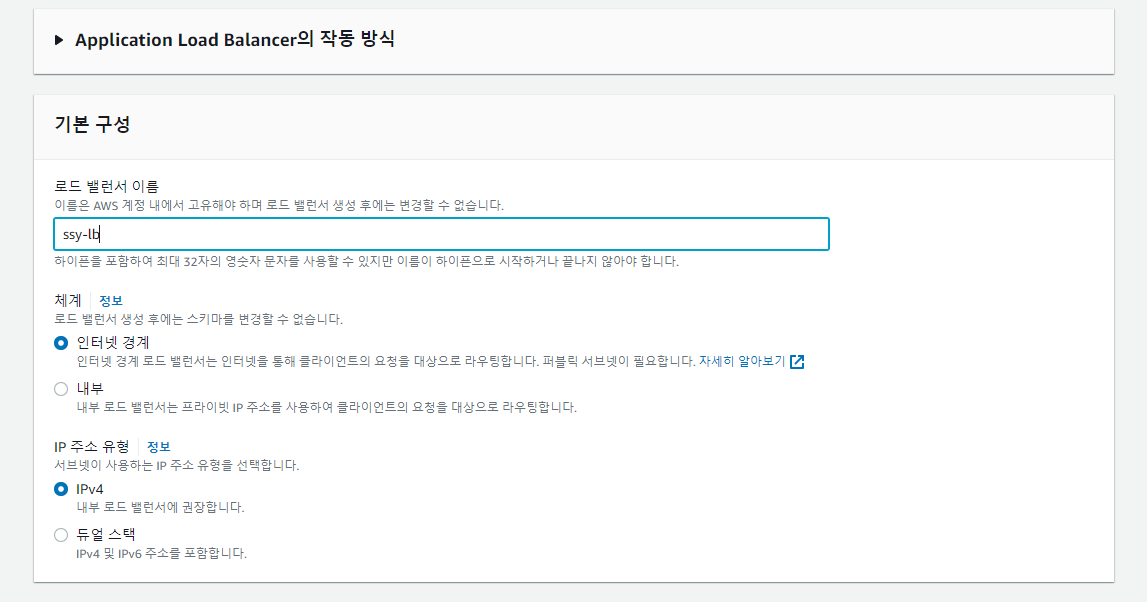 Application Load Balancer의 작동 방식
기본 구성
로드 밸런서 이름
이름은 AWS 계정 내에서 고유해야 하며 로드 밸런서 생성 후에는 변경할 수 없습니다.
ssy-lb
하이픈을 포함하여 최대 32자의 영숫자 문자를 사용할 수 있지만 이름이 하이픈으로 시작하거나 끝나지 않아야 합니다.
체계 정보
로드 밸런서 생성 후에는 스키마를 변경할 수 없습니다.
인터넷 경계
인터넷 경계 로드 밸런서는 인터넷을 통해 클라이언트의 요청을 대상으로 라우팅합니다. 퍼블릭 서브넷이 필요합니다. 자세히 알아보기
내부
내부 로드 밸런서는 프라이빗 IP 주소를 사용하여 클라이언트의 요청을 대상으로 라우팅합니다.
IP 주소 유형 정보
서브넷이 사용하는 IP 주소 유형을 선택합니다.
IPv4
내부 로드 밸런서에 권장합니다.
듀얼 스택
IPv4 및 IPv6 주소를 포함합니다.